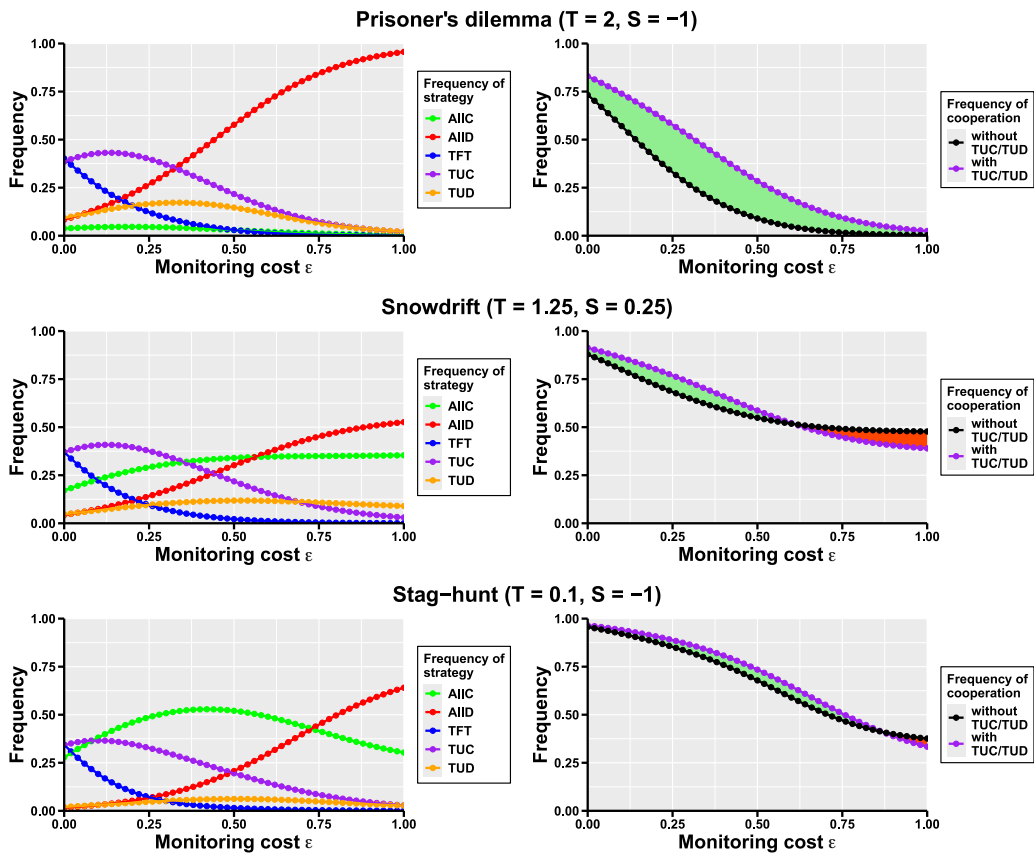 Prisoner's dilemma (T = 2, S = −1)
1.00
0.75
0.50
0.25
0.00
Frequency
0.00 0.25 0.50 0.75 1.00
Monitoring cost ε
Frequency of
strategy
AllC
AllD
TFT
TUC
TUD
1.00
0.75
0.50
0.25
0.00
Frequency
0.00 0.25 0.50 0.75 1.00
Monitoring cost ε
Frequency of
cooperation
without
TUC/TUD
with
TUC/TUD
Snowdrift (T = 1.25, S = 0.25)
1.00
0.75
0.50
0.25
0.00
Frequency
0.00 0.25 0.50 0.75 1.00
Monitoring cost ε
Frequency of
strategy
AllC
AllD
TFT
TUC
TUD
1.00
0.75
0.50
0.25
0.00
Frequency
0.00 0.25 0.50 0.75 1.00
Monitoring cost ε
Frequency of
cooperation
without
TUC/TUD
with
TUC/TUD
Stag−hunt (T = 0.1, S = −1)
1.00
0.75
0.50
0.25
0.00
Frequency
0.00 0.25 0.50 0.75 1.00
Monitoring cost ε
Frequency of
strategy
AllC
AllD
TFT
TUC
TUD
1.00
0.75
0.50
0.25
0.00
Frequency
0.00 0.25 0.50 0.75 1.00
Monitoring cost ε
Frequency of
cooperation
without
TUC/TUD
with
TUC/TUD